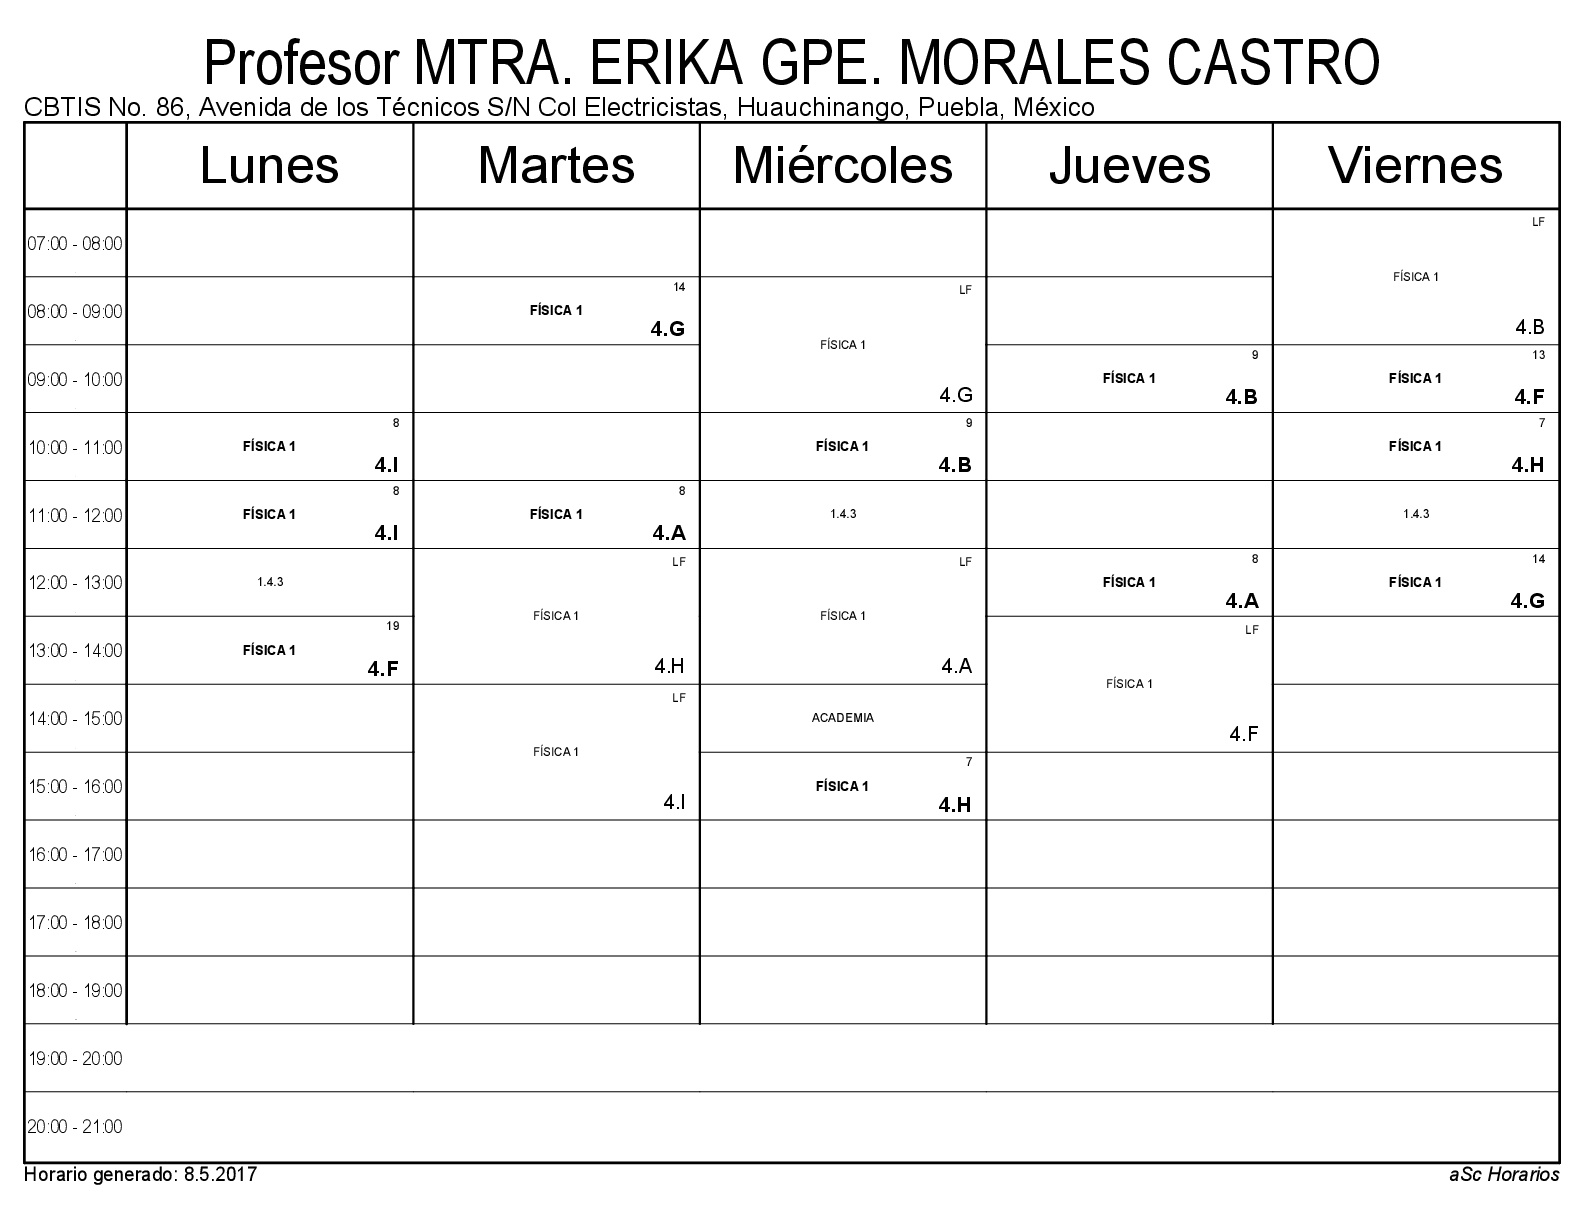 Profesor MTRA. ERIKA GPE. MORALES CASTRO
CBTIS No. 86, Avenida de los Técnicos S/N Col Electricistas, Huauchinango, Puebla, México
Lunes Martes Miércoles Jueves Viernes
07:00 - 08:00
LF
FÍSICA 1
4.B
08:00 - 09:00
14
FÍSICA 1
4.G
LF
FÍSICA 1
4.G
09:00 - 10:00
9
FÍSICA 1
4.B
13
FÍSICA 1
4.F
10:00 - 11:00
8
FÍSICA 1
4.I
9
FÍSICA 1
4.B
7
FÍSICA 1
4.H
11:00 - 12:00
8
FÍSICA 1
4.I
8
FÍSICA 1
4.A
1.4.3
1.4.3
12:00 - 13:00
1.4.3
LF
FÍSICA 1
4.H
LF
FÍSICA 1
4.A
8
FÍSICA 1
4.A
14
FÍSICA 1
4.G
13:00 - 14:00
19
FÍSICA 1
4.F
LF
FÍSICA 1
4.F
14:00 - 15:00
LF
FÍSICA 1
4.I
ACADEMIA
15:00 - 16:00
7
FÍSICA 1
4.H
16:00 - 17:00
17:00 - 18:00
18:00 - 19:00
19:00 - 20:00
20:00 - 21:00
Horario generado: 8.5.2017
aSc Horarios